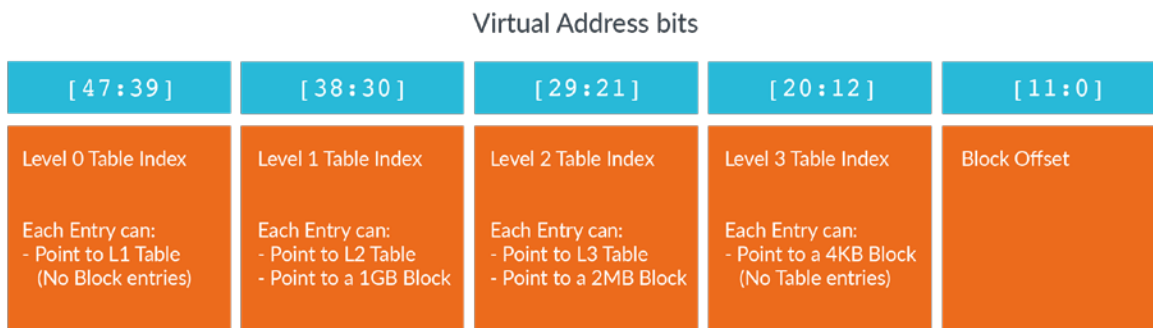 Virtual Address bits
[47:39]
[38:30]
[29:21]
[20:12]
[11:0]
Level 0 Table Index
Each Entry can:
- Point to L1 Table
(No Block entries)
Level 1 Table Index
Each Entry can:
- Point to L2 Table
- Point to a 1GB Block
Level 2 Table Index
Each Entry can:
- Point to L3 Table
- Point to a 2MB Block
Level 3 Table Index
Each Entry can:
- Point to a 4KB Block
(No Table entries)
Block Offset